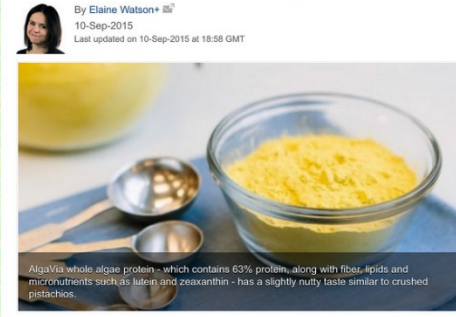 By Elaine Watson+
10-Sep-2015
Last updated on 10-Sep-2015 at 18:58 GMT
AlgaVia whole algae protein - which contains 63% protein, along with fiber, lipids and
micronutrients such as lutein and zeaxanthin - has a slightly nutty taste similar to crushed
pistachios.